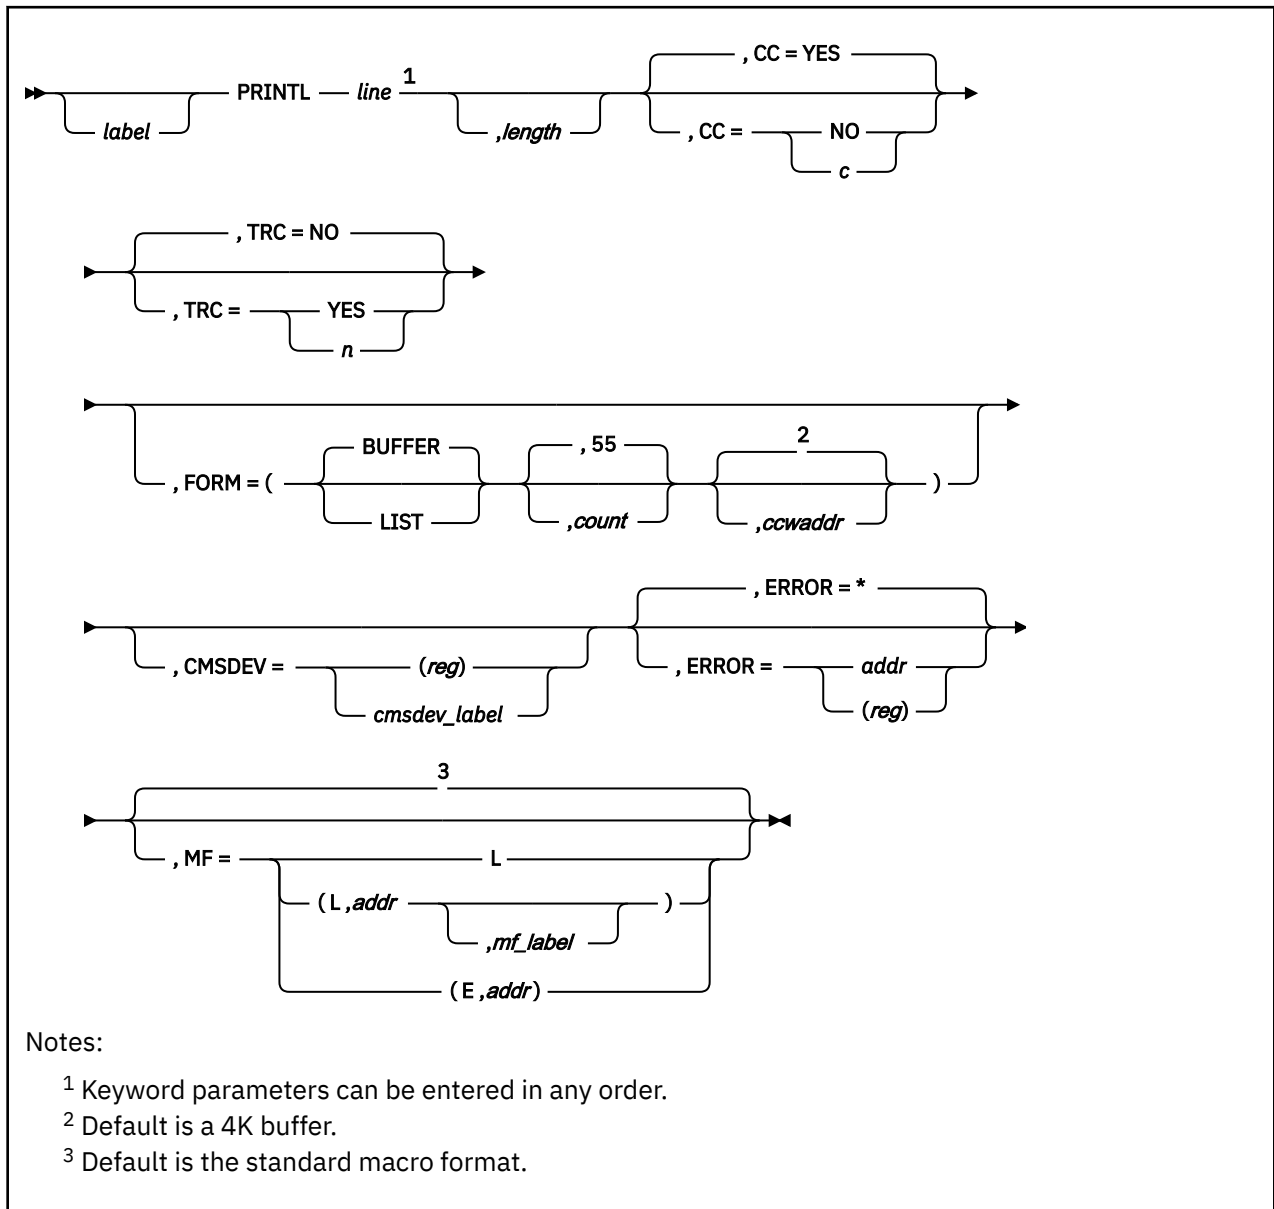 , CC = YES
PRINTL line 1
label ,length , CC = NO
c
, TRC = NO
, TRC = YES
n
BUFFER , 55 2
, FORM = ( )
LIST ,count ,ccwaddr
, ERROR = *
, CMSDEV = (reg) , ERROR = addr
cmsdev_label (reg)
3
, MF = L
( L ,addr )
,mf_label
( E ,addr )
Notes:
1 Keyword parameters can be entered in any order.
2 Default is a 4K buffer.
3 Default is the standard macro format.